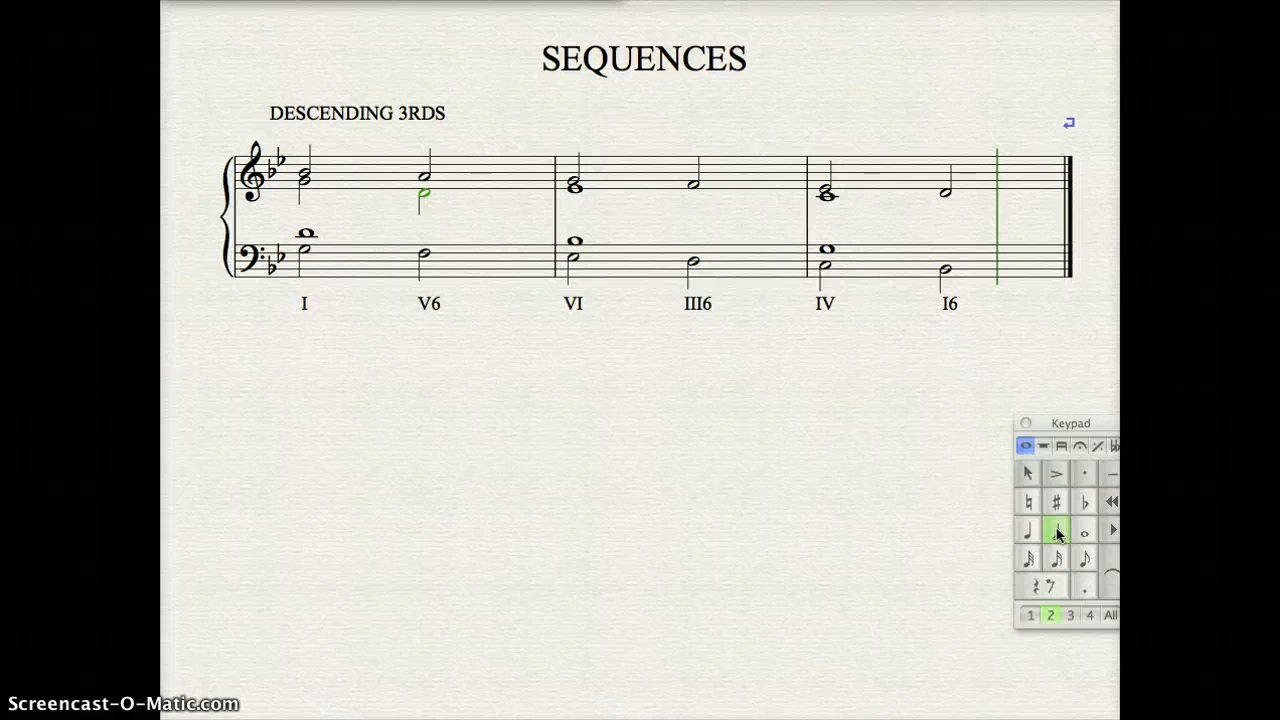 SEQUENCES
DESCENDING 3RDS
I V6 VI III6 IV I6
Keypad
1 2 3 4 All
Screencast-O-Matic.com